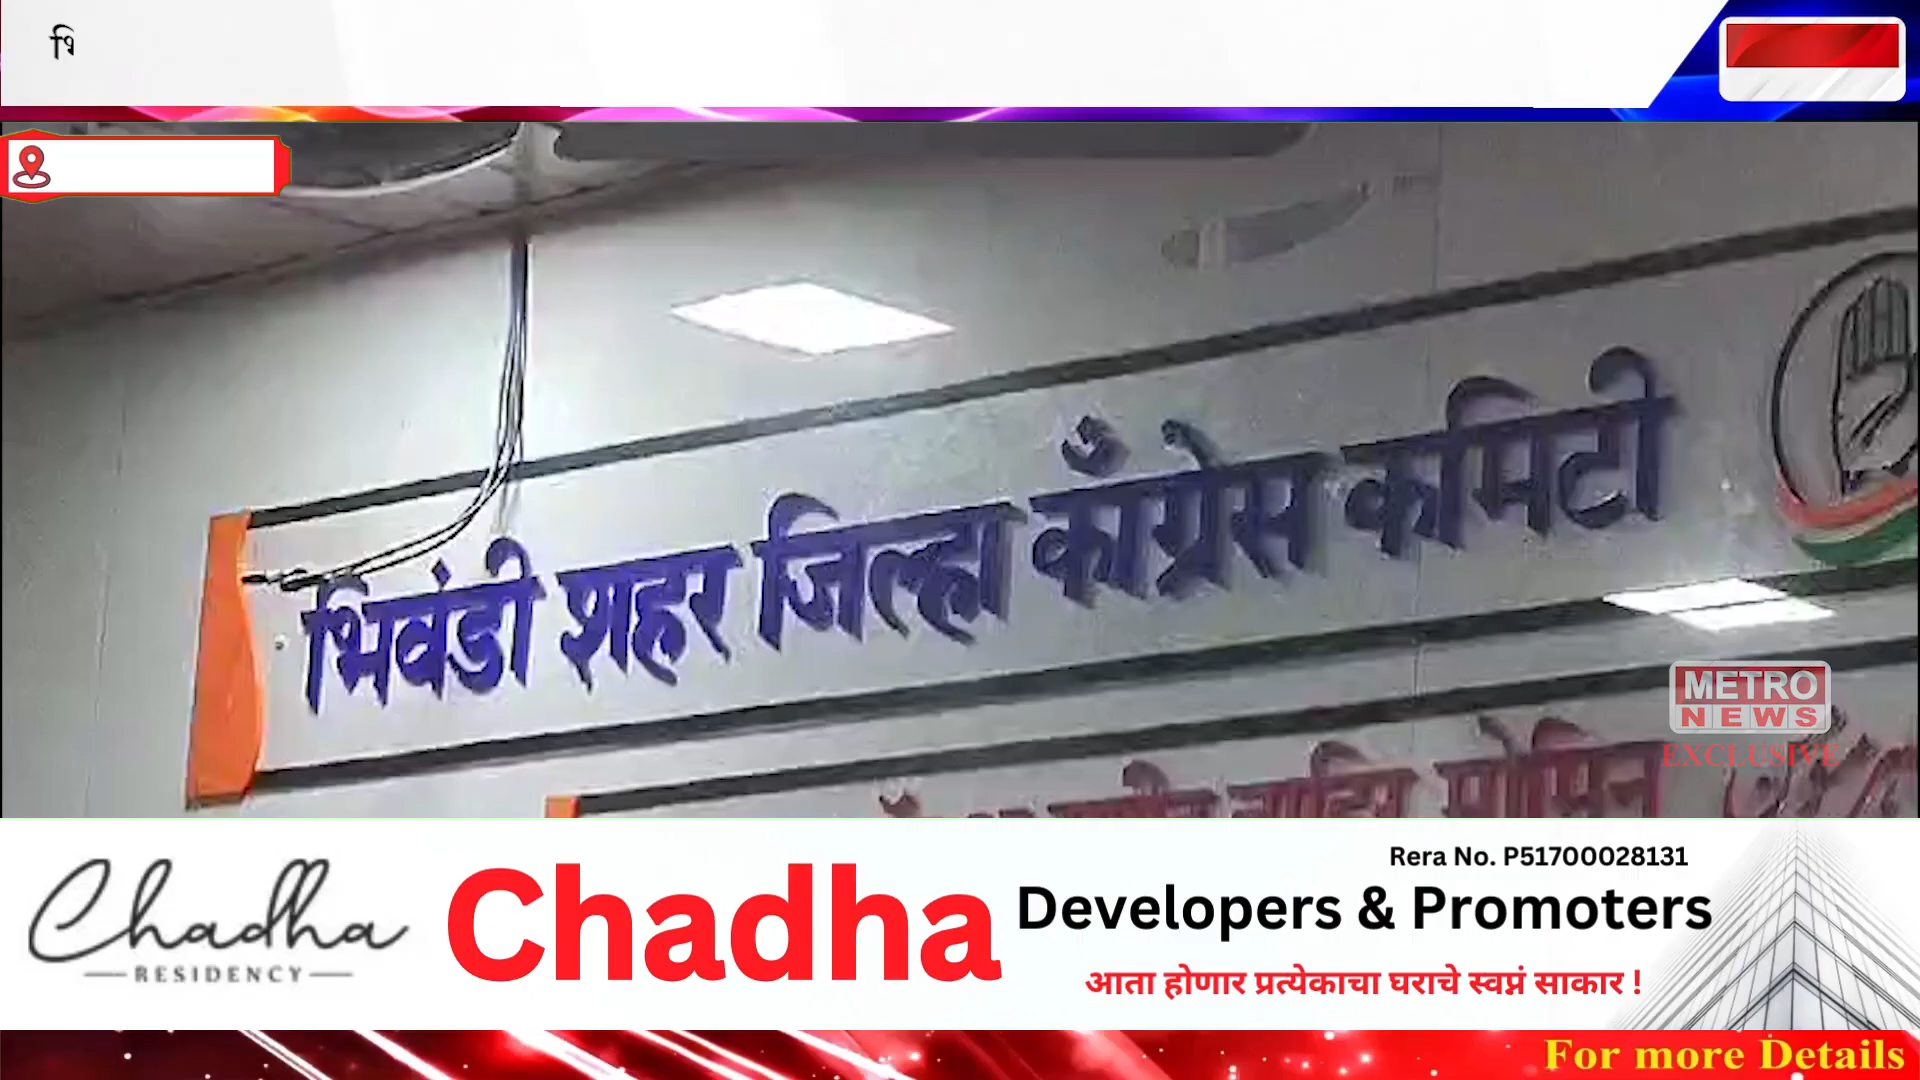 भिवंडी शहर जिल्हा काँग्रेस कमिटी
METRO
NEWS
EXCLUSIVE
Chadha
RESIDENCY
Chadha
Rera No. P51700028131
Developers & Promoters
आता होणार प्रत्येकाचा घराचे स्वप्नं साकार !
For more Details